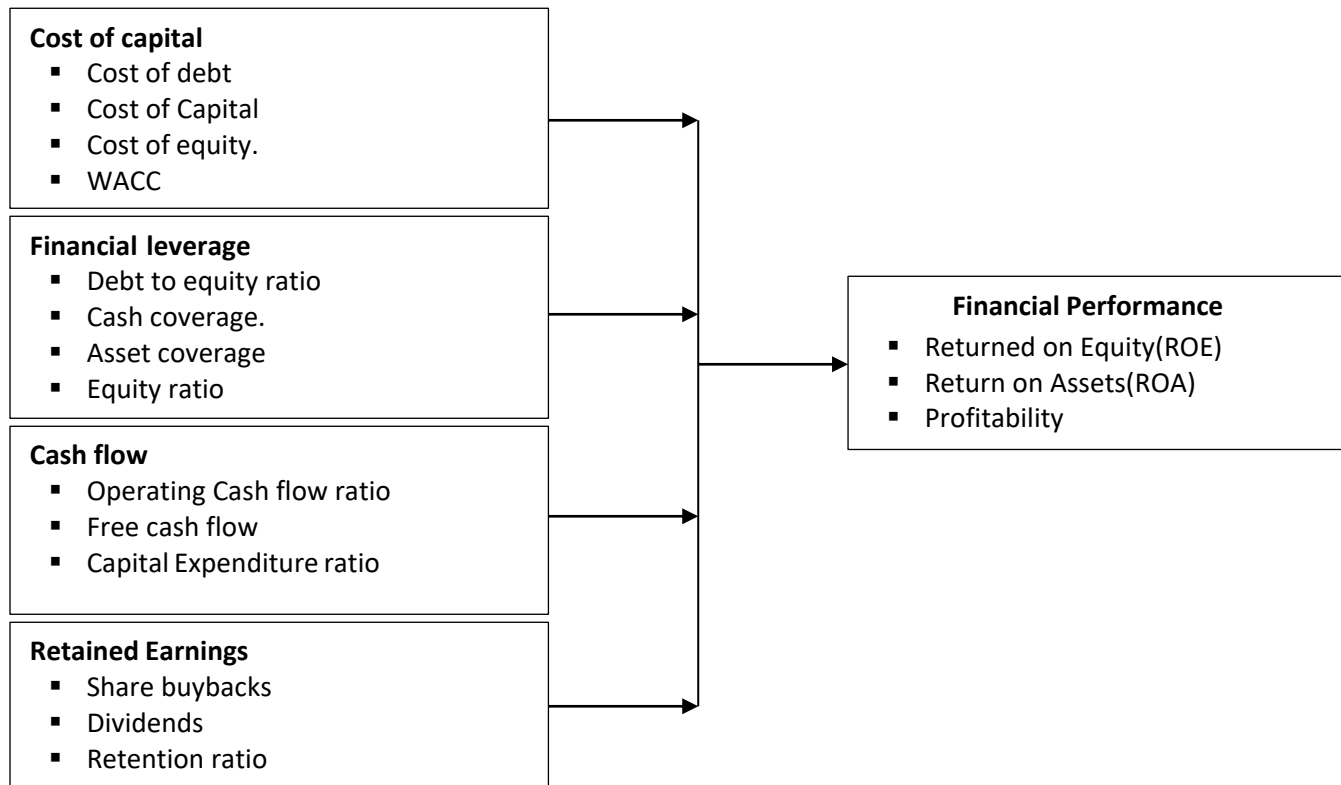 Cost of capital
▪ Cost of debt
▪ Cost of Capital
▪ Cost of equity.
▪ WACC
Financial leverage
▪ Debt to equity ratio
▪ Cash coverage.
▪ Asset coverage
▪ Equity ratio
Cash flow
▪ Operating Cash flow ratio
▪ Free cash flow
▪ Capital Expenditure ratio
Retained Earnings
▪ Share buybacks
▪ Dividends
▪ Retention ratio
Financial Performance
▪ Returned on Equity(ROE)
▪ Return on Assets(ROA)
▪ Profitability